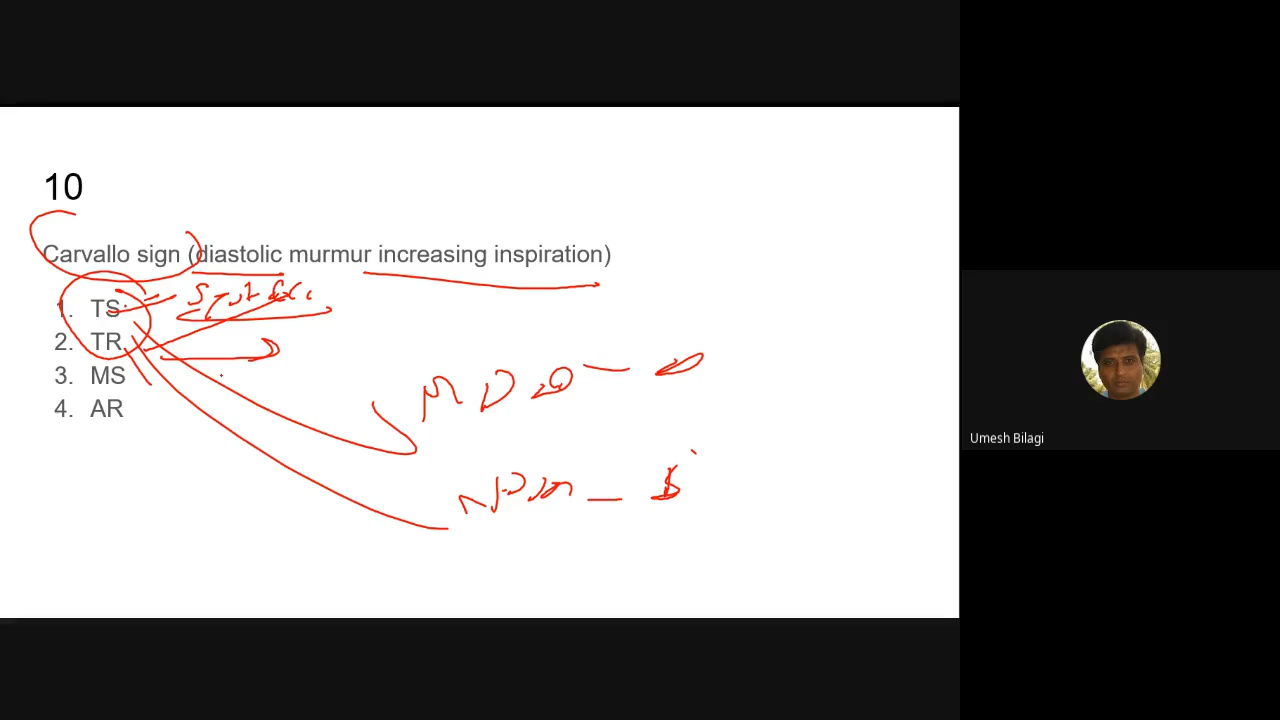 10
Carvallo sign (diastolic murmur increasing inspiration)
1. TS
2. TR
3. MS
4. AR
Umesh Bilagi